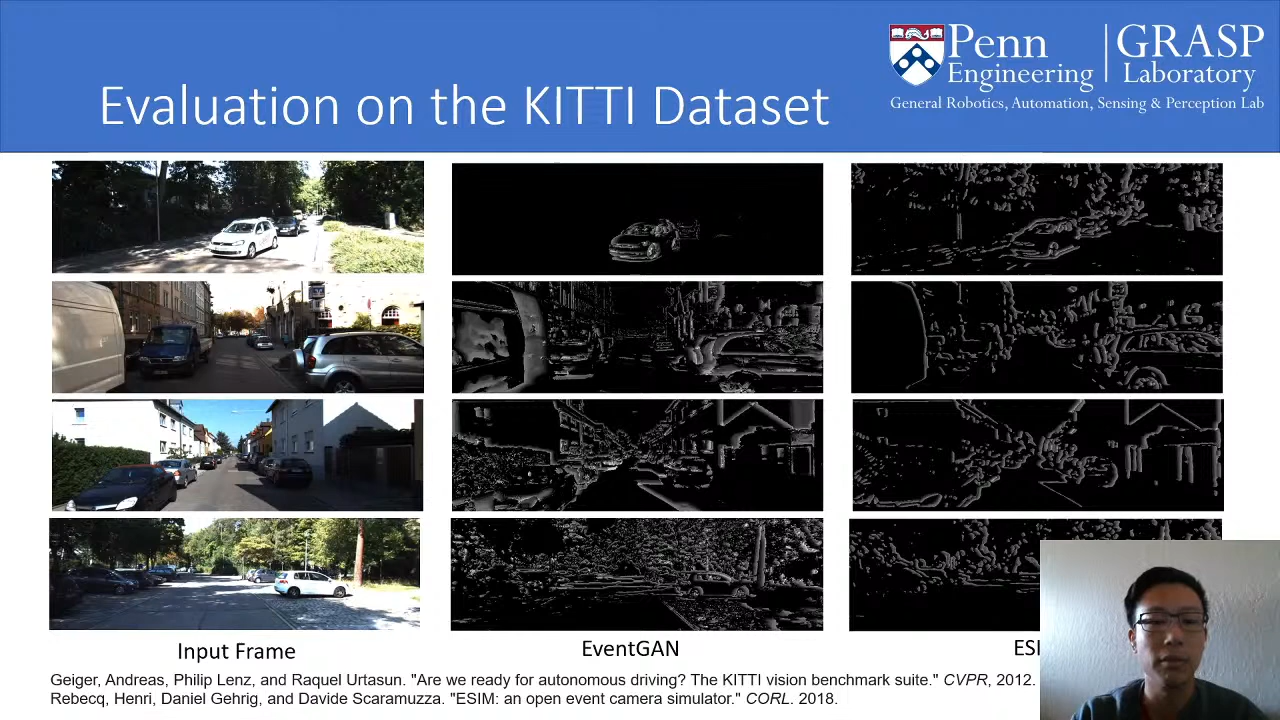 Evaluation on the KITTI Dataset
Penn
Engineering
GRASP
Laboratory
General Robotics, Automation, Sensing & Perception Lab
Input Frame
EventGAN
Geiger, Andreas, Philip Lenz, and Raquel Urtasun. "Are we ready for autonomous driving? The KITTI vision benchmark suite." CVPR, 2012.
Rebecq, Henri, Daniel Gehrig, and Davide Scaramuzza. "ESIM: an open event camera simulator." CORL. 2018.